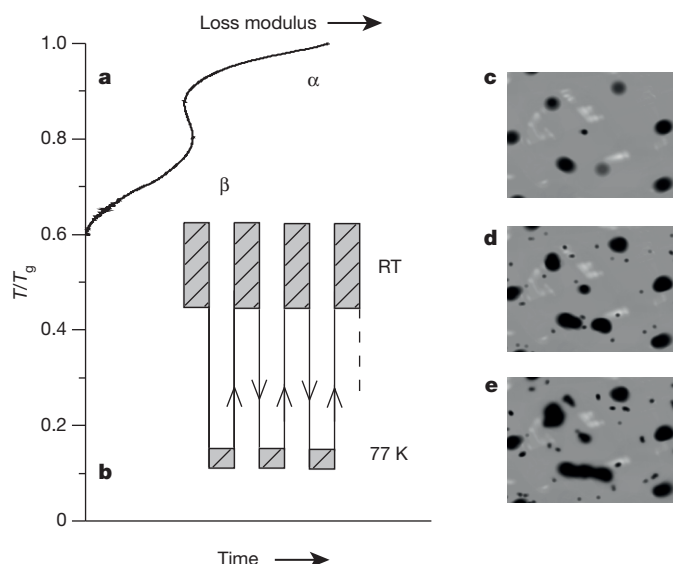 Loss modulus
1.0
a
α
0.8
β
0.6
RT
T/Tg
0.4
0.2
77 K
b
0
Time
c
d
e